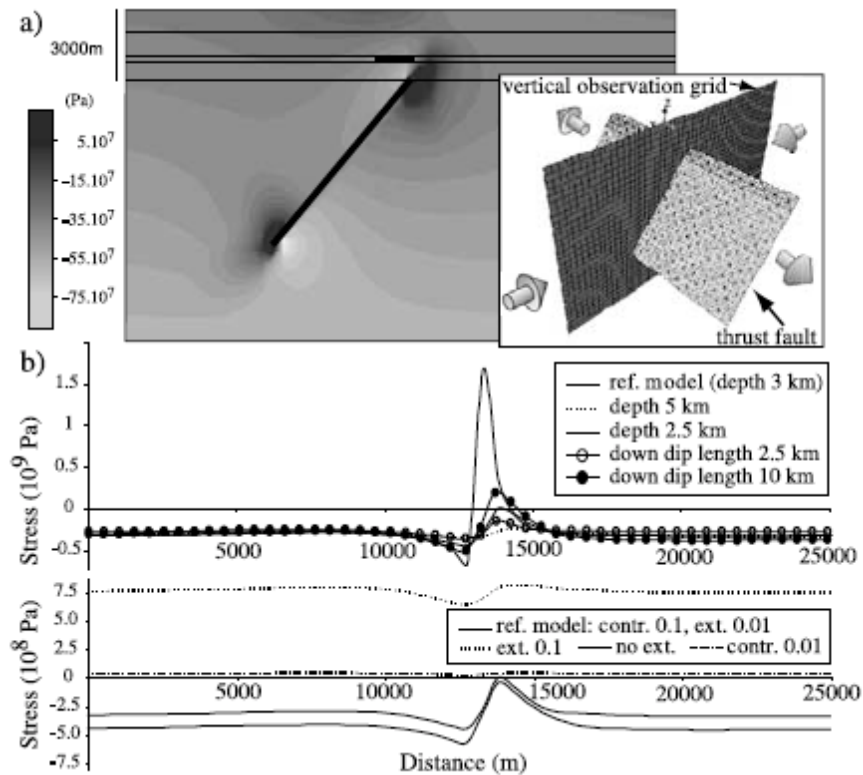 a)
3000m
(Pa)
5.10⁷
-15.10⁷
-35.10⁷
-55.10⁷
-75.10⁷
vertical observation grid
z
thrust fault
b)
Stress (10⁹ Pa)
1.5
1
0.5
0
-0.5
5000
10000
15000
20000
25000
ref. model (depth 3 km)
depth 5 km
depth 2.5 km
down dip length 2.5 km
down dip length 10 km
Stress (10⁸ Pa)
7.5
5.0
2.5
0
-2.5
-5.0
-7.5
ref. model: contr. 0.1, ext. 0.01
ext. 0.1 no ext. contr. 0.01
5000
10000
15000
20000
25000
Distance (m)